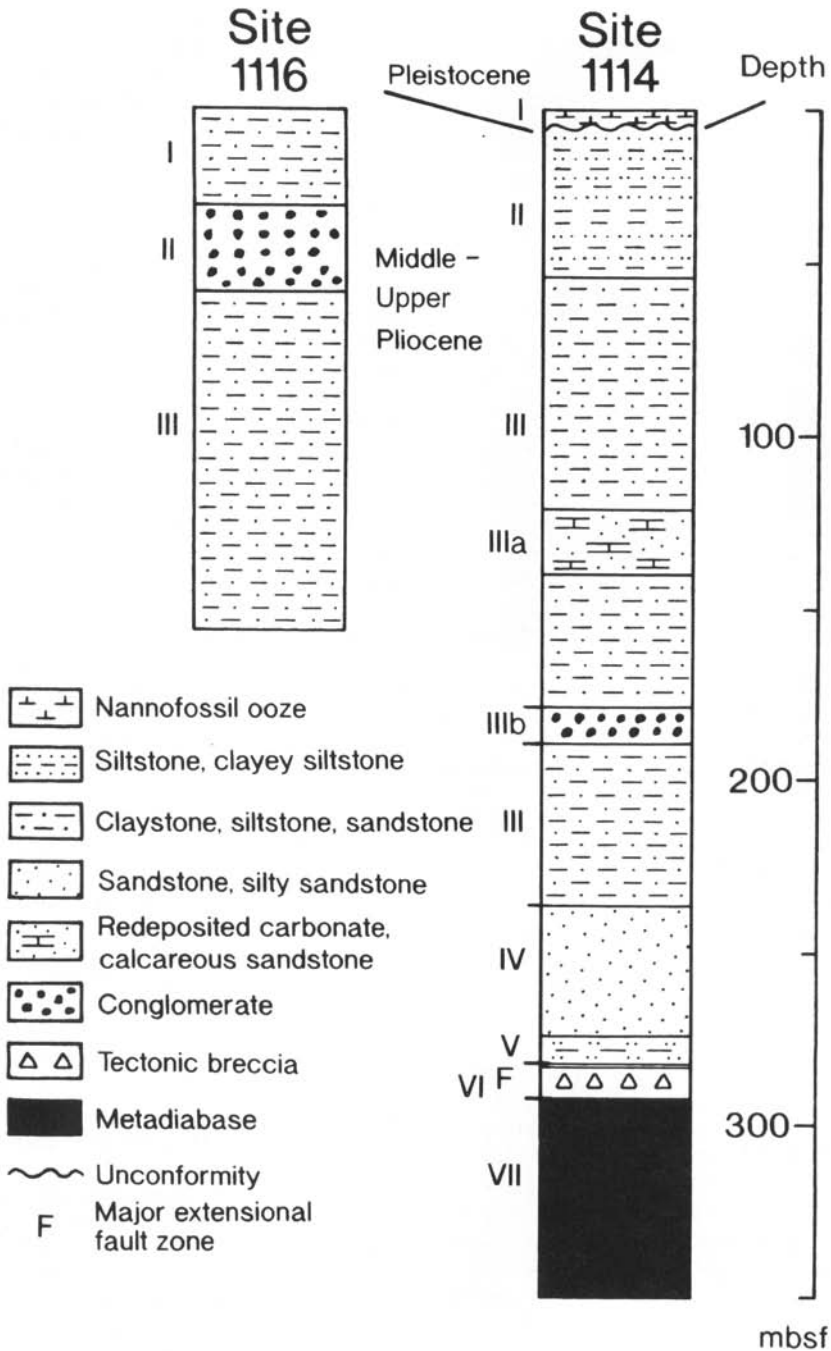 Site
1116
I
II
III
Site
1114
Pleistocene
Depth
I
II
Middle –
Upper
Pliocene
III
100
IIIa
IIIb
200
III
IV
V
F
VI
300
VII
mbsf
Nannofossil ooze
Siltstone, clayey siltstone
Claystone, siltstone, sandstone
Sandstone, silty sandstone
Redeposited carbonate,
calcareous sandstone
Conglomerate
Tectonic breccia
Metadiabase
Unconformity
F Major extensional
fault zone